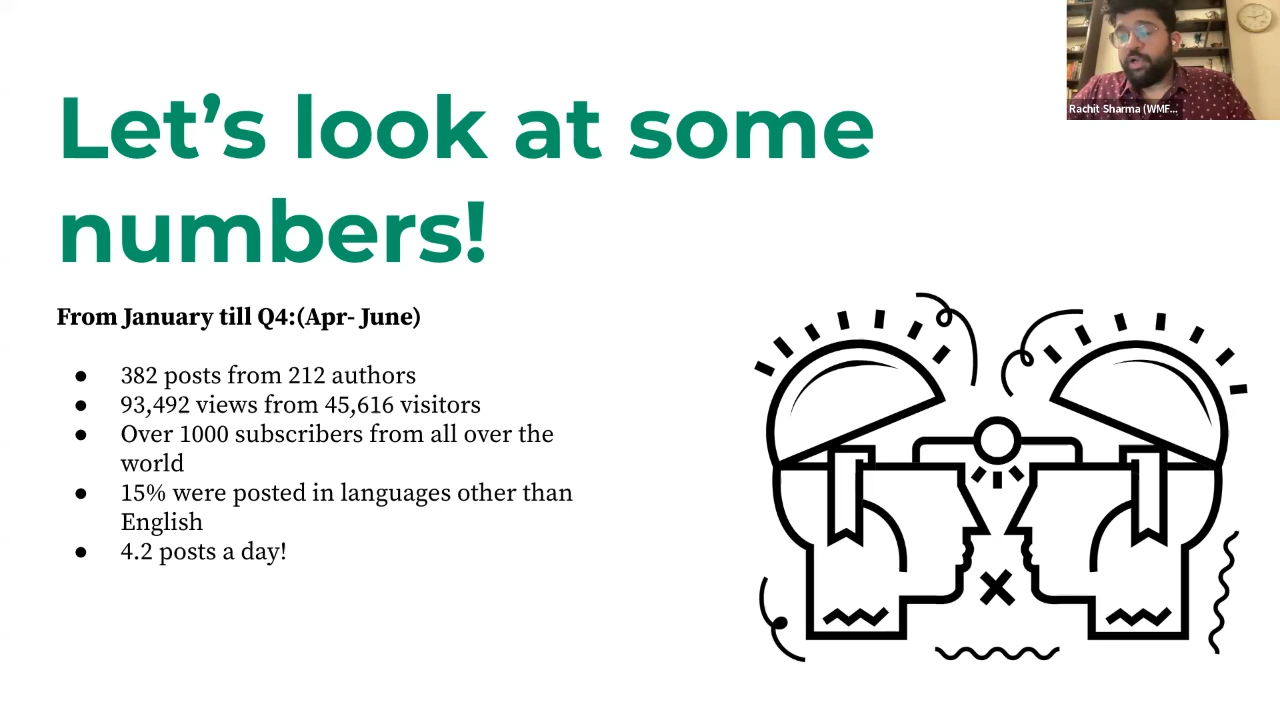 Let’s look at some
numbers!
From January till Q4:(Apr- June)
● 382 posts from 212 authors
● 93,492 views from 45,616 visitors
● Over 1000 subscribers from all over the
world
● 15% were posted in languages other than
English
● 4.2 posts a day!
Rachit Sharma (WMF...